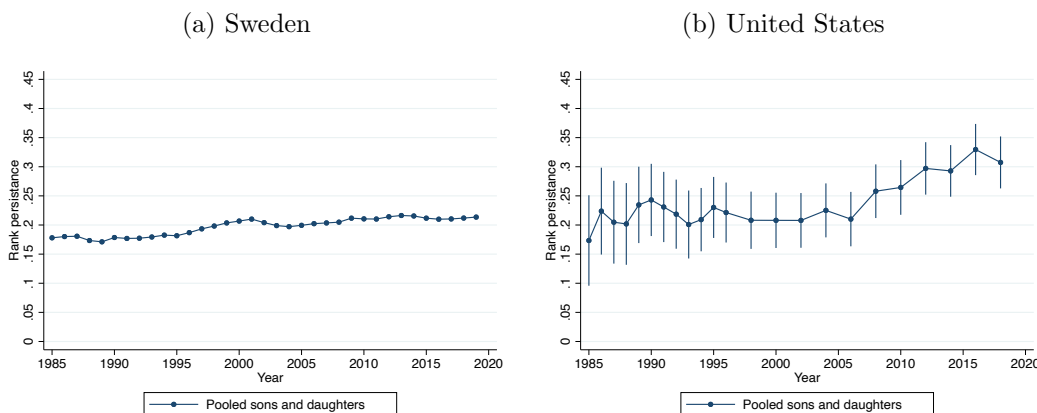 (a) Sweden
(b) United States
Rank persistance
.45
.4
.35
.3
.25
.2
.15
.1
.05
0
1985 1990 1995 2000 2005 2010 2015 2020
Year
Pooled sons and daughters
Rank persistance
.45
.4
.35
.3
.25
.2
.15
.1
.05
0
1985 1990 1995 2000 2005 2010 2015 2020
Year
Pooled sons and daughters